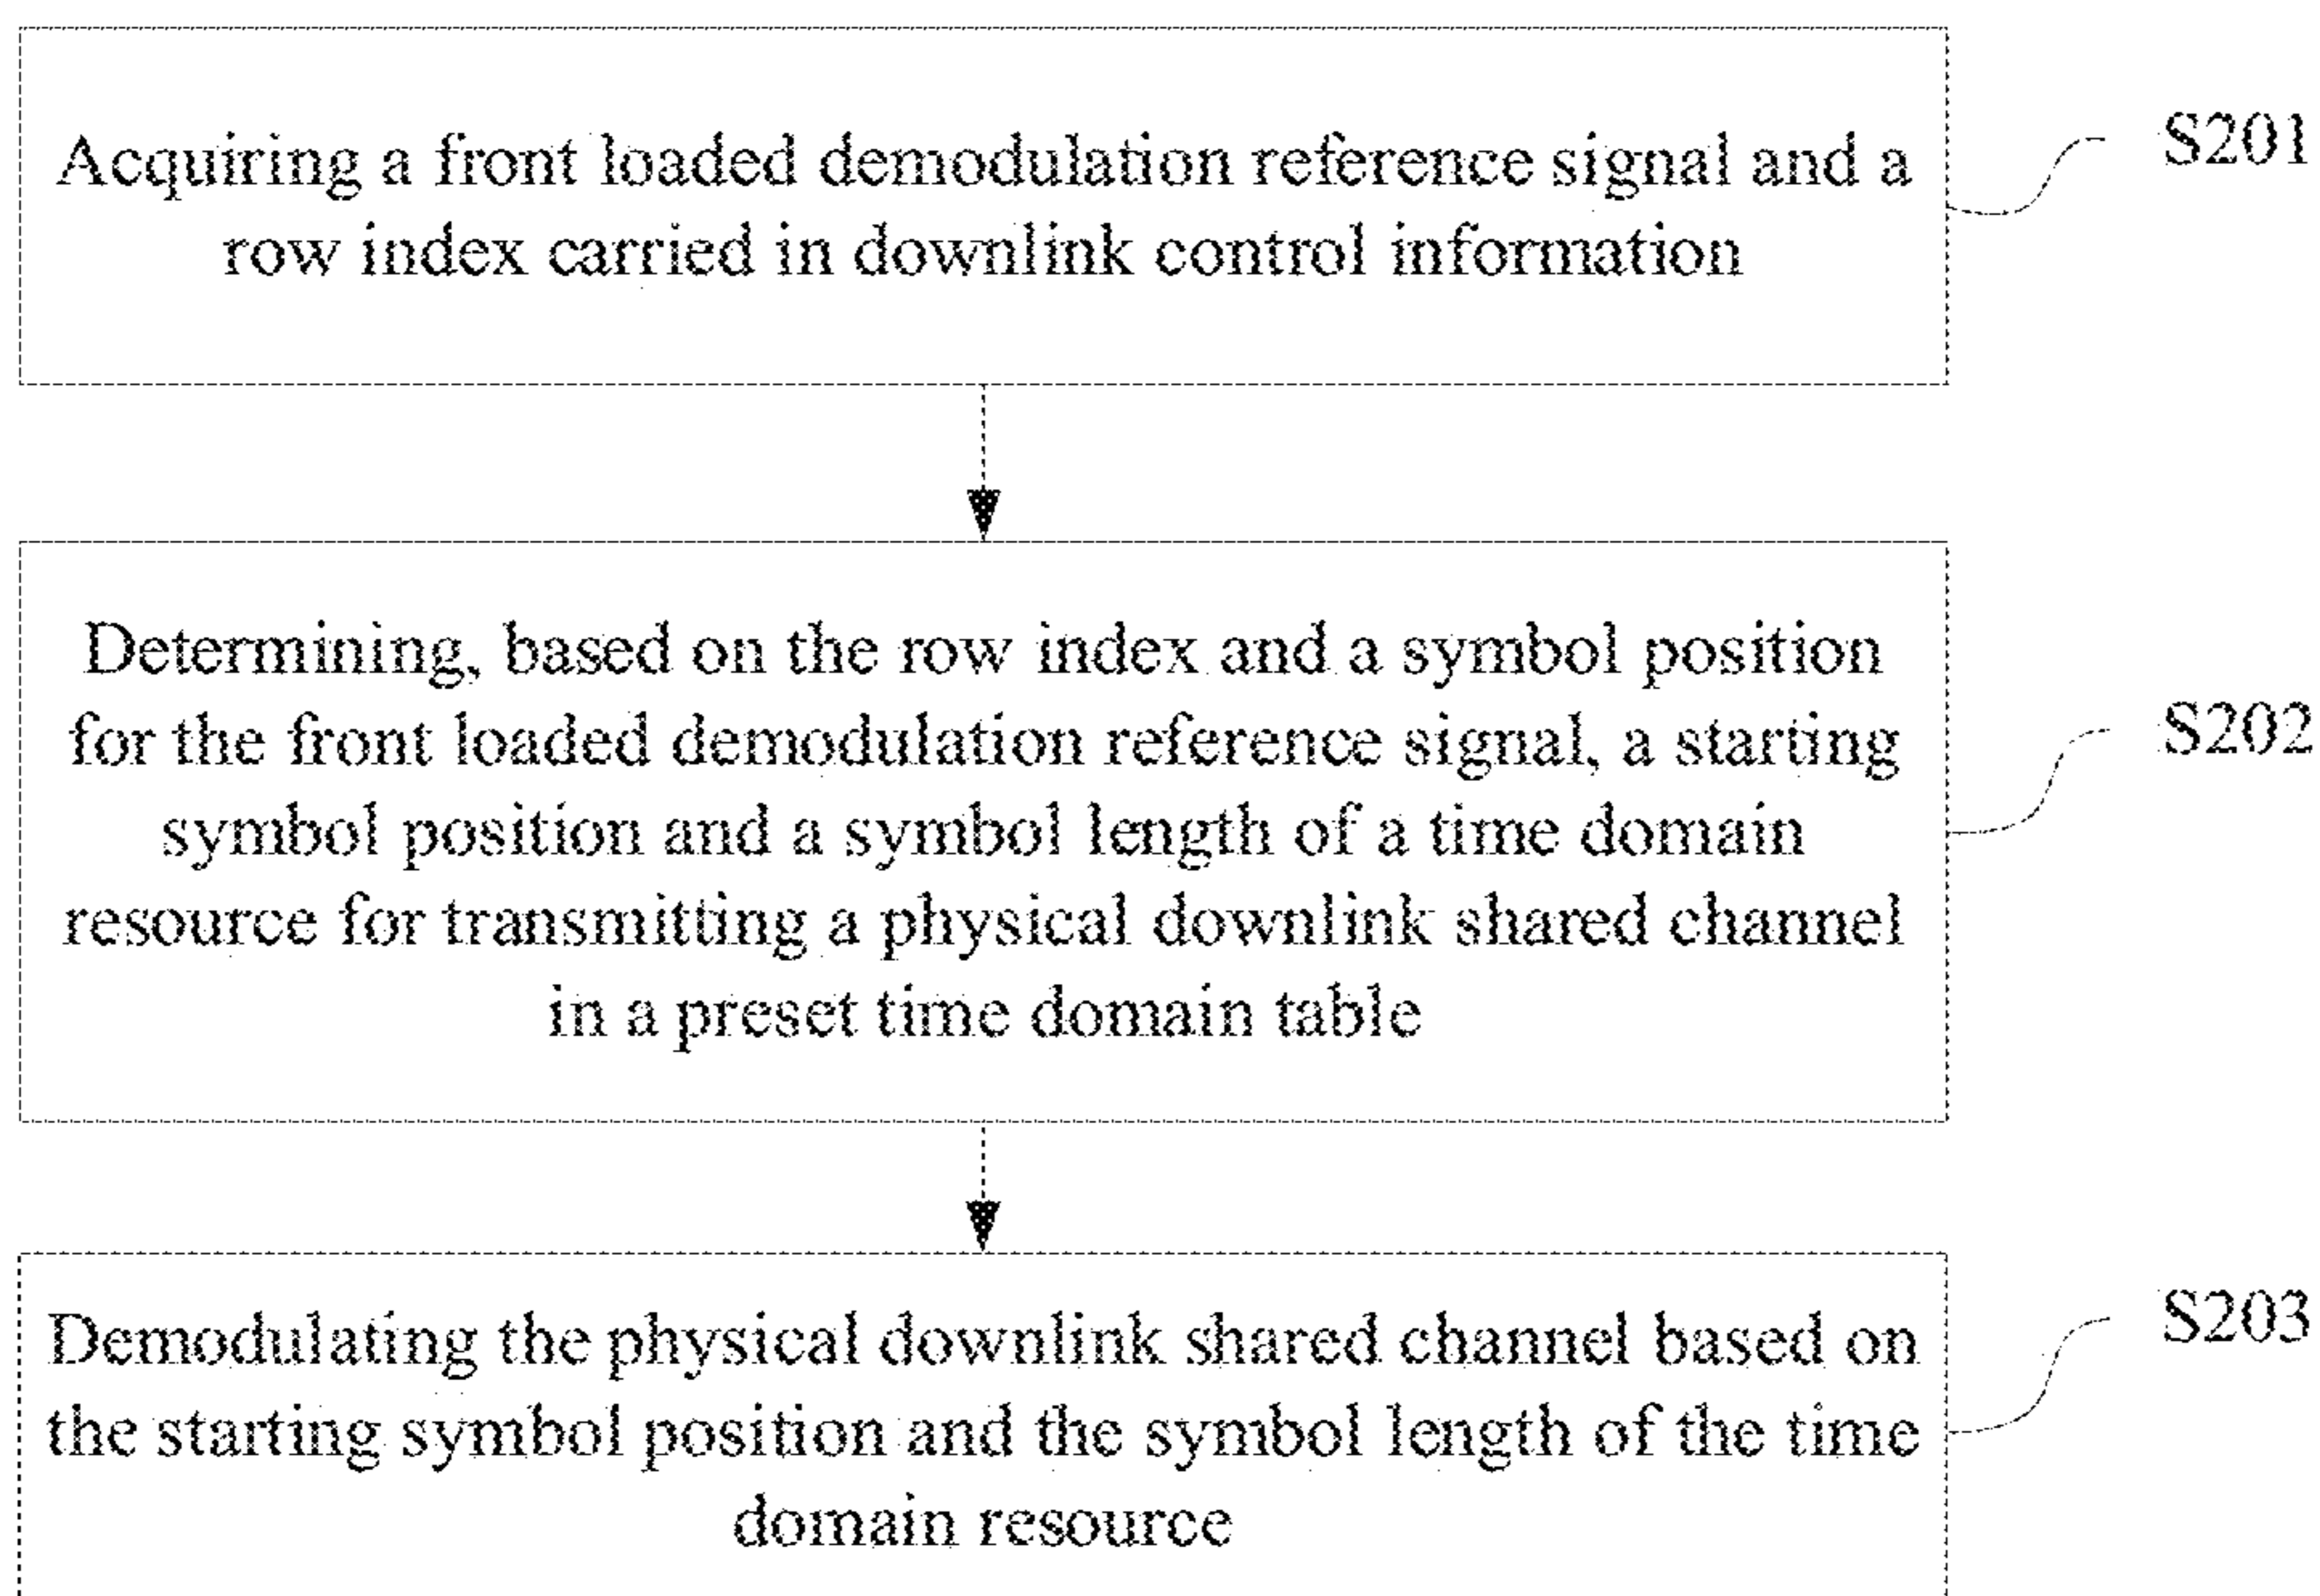 Acquiring a front loaded demodulation reference signal and a
row index carried in downlink control information
S201
Determining, based on the row index and a symbol position
for the front loaded demodulation reference signal, a starting
symbol position and a symbol length of a time domain
resource for transmitting a physical downlink shared channel
in a preset time domain table
S202
Demodulating the physical downlink shared channel based on
the starting symbol position and the symbol length of the time
domain resource
S203